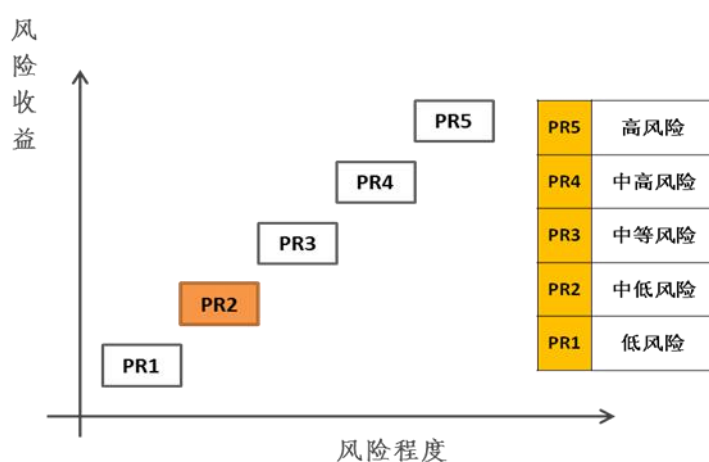 风险收益
PR5
PR4
PR3
PR2
PR1
风险程度
PR5 高风险
PR4 中高风险
PR3 中等风险
PR2 中低风险
PR1 低风险